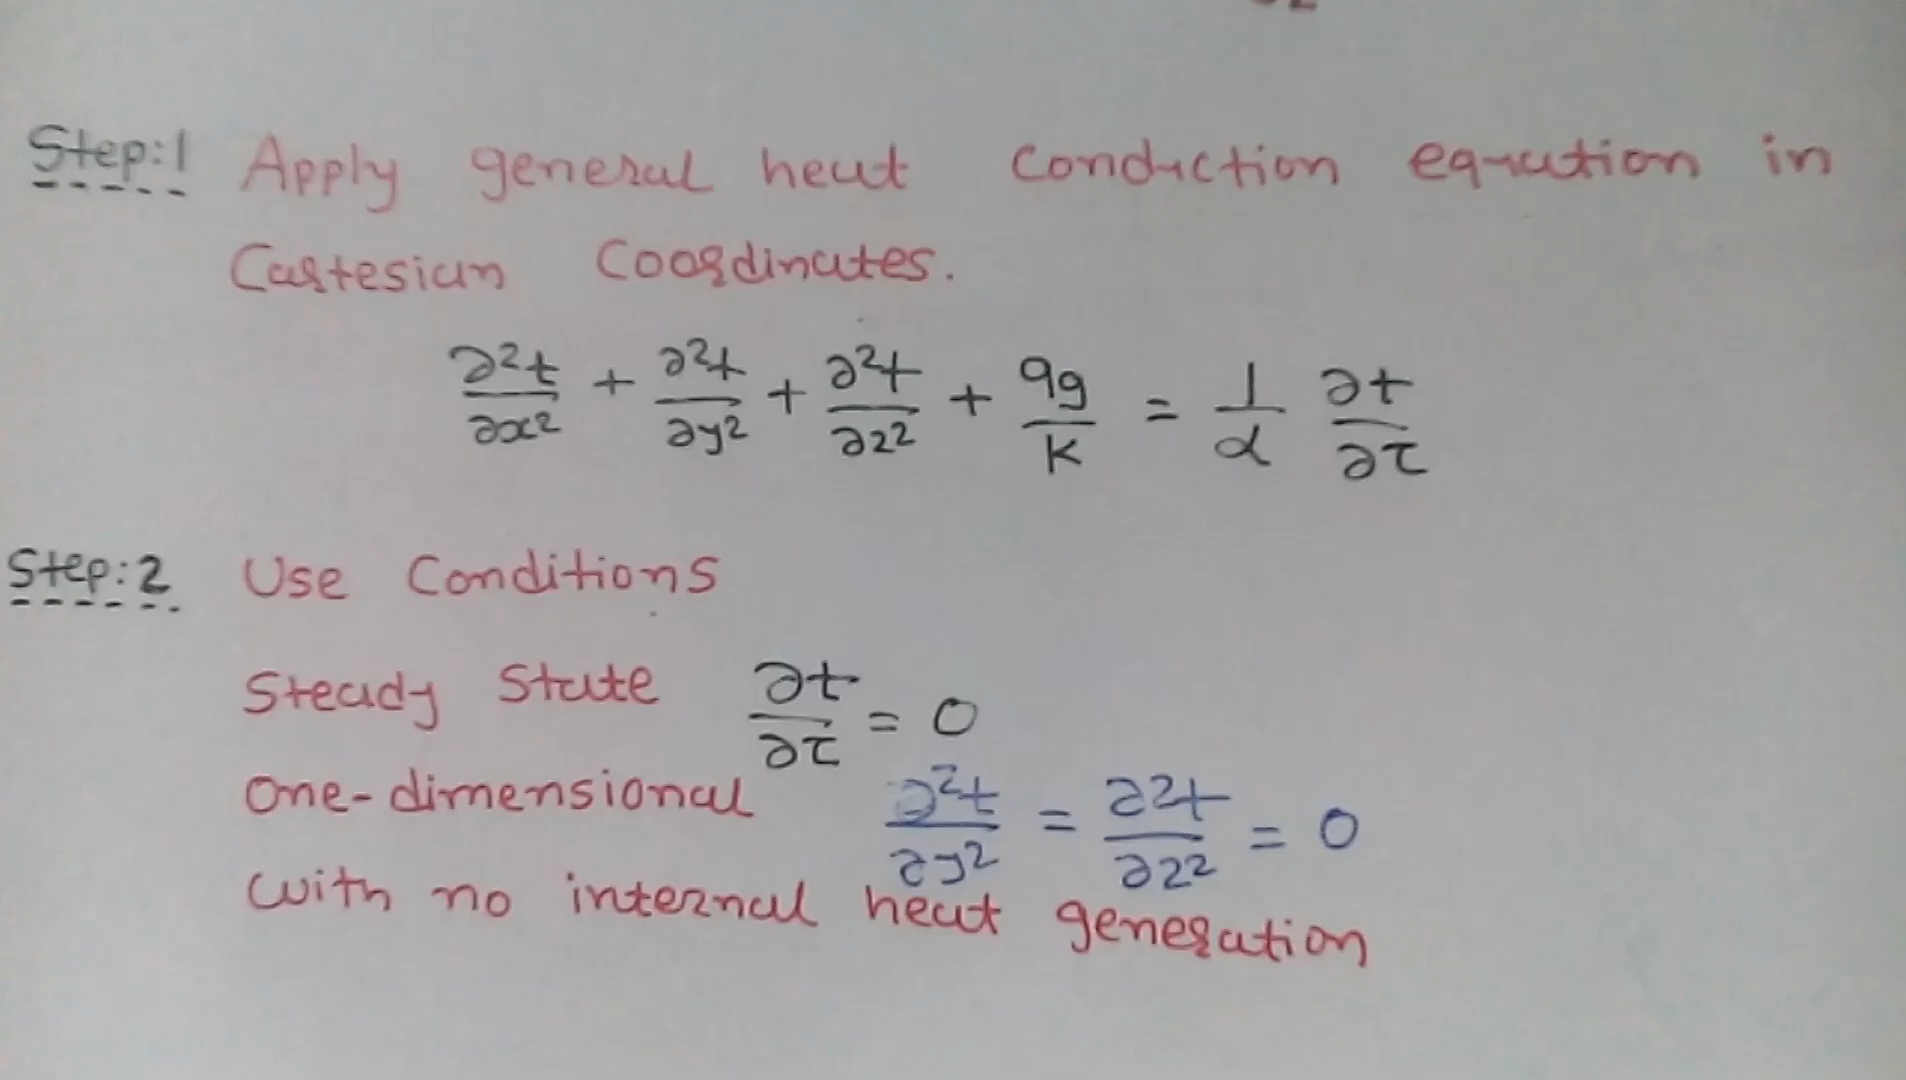 Step:1 Apply general heat conduction equation in
Cartesian Coordinates.
∂²t/∂x² + ∂²t/∂y² + ∂²t/∂z² + qg/K = 1/α ∂t/∂τ
Step:2 Use Conditions
Steady State ∂t/∂τ = 0
One-dimensional ∂²t/∂y² = ∂²t/∂z² = 0
With no internal heat generation